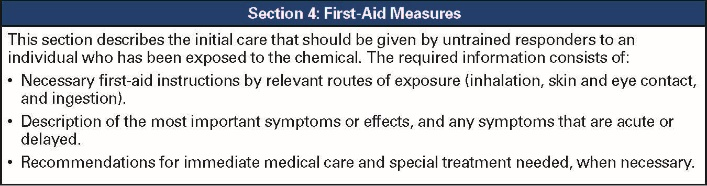 Section 4: First-Aid Measures
This section describes the initial care that should be given by untrained responders to an
individual who has been exposed to the chemical. The required information consists of:
• Necessary first-aid instructions by relevant routes of exposure (inhalation, skin and eye contact,
and ingestion).
• Description of the most important symptoms or effects, and any symptoms that are acute or
delayed.
• Recommendations for immediate medical care and special treatment needed, when necessary.